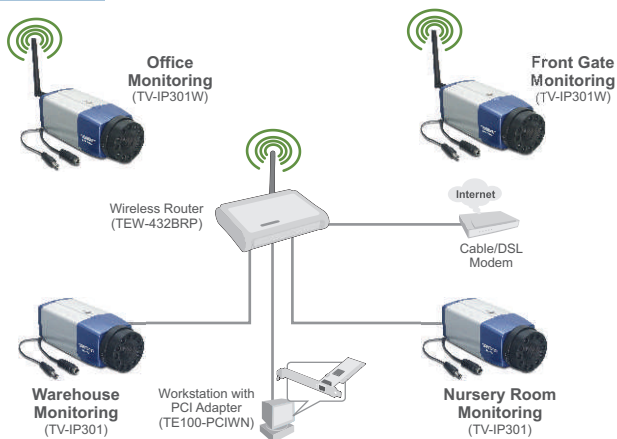 Office
Monitoring
(TV-IP301W)
Front Gate
Monitoring
(TV-IP301W)
Wireless Router
(TEW-432BRP)
Internet
Cable/DSL
Modem
Warehouse
Monitoring
(TV-IP301)
Workstation with
PCI Adapter
(TE100-PCIWN)
Nursery Room
Monitoring
(TV-IP301)